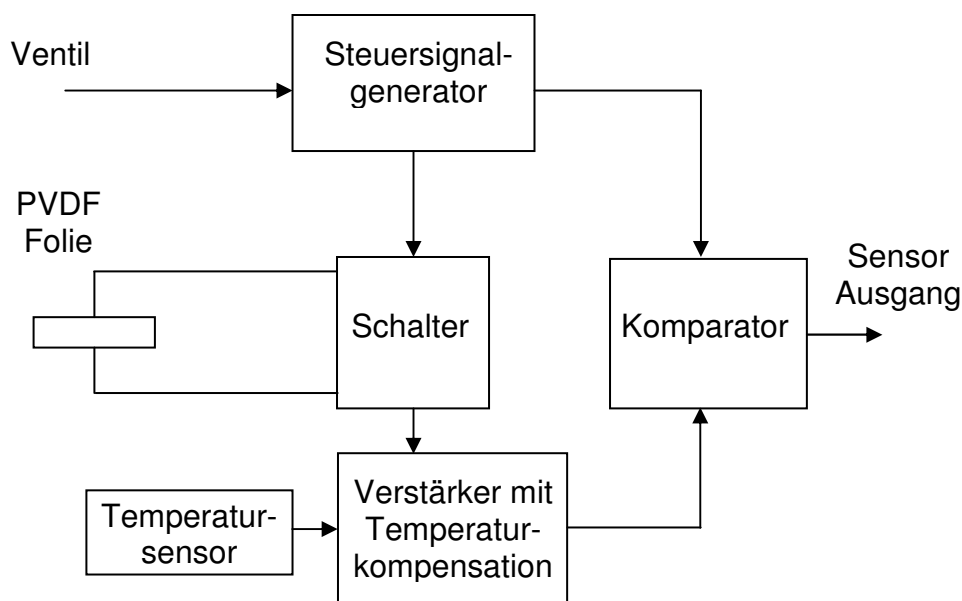 Ventil
Steuersignal-
generator
PVDF
Folie
Schalter
Komparator
Sensor
Ausgang
Temperatur-
sensor
Verstärker mit
Temperatur-
kompensation